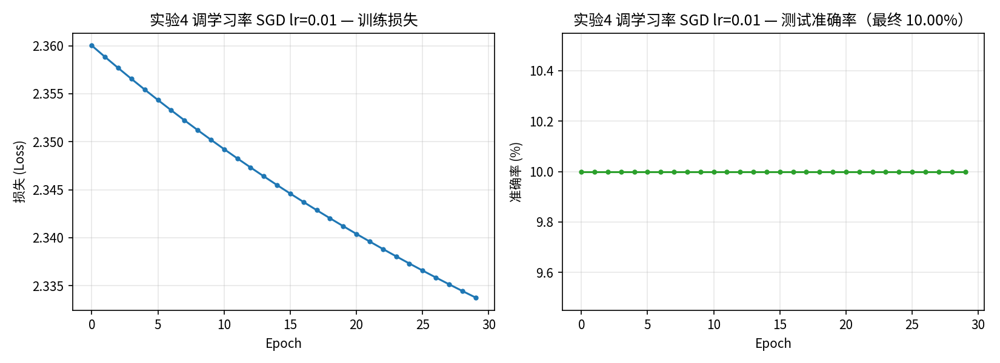 实验4 调学习率 SGD lr=0.01 — 训练损失
2.360
2.355
2.350
2.345
2.340
2.335
损失 (Loss)
0 5 10 15 20 25 30
Epoch
实验4 调学习率 SGD lr=0.01 — 测试准确率（最终 10.00%）
10.4
10.2
10.0
9.8
9.6
准确率 (%)
0 5 10 15 20 25 30
Epoch